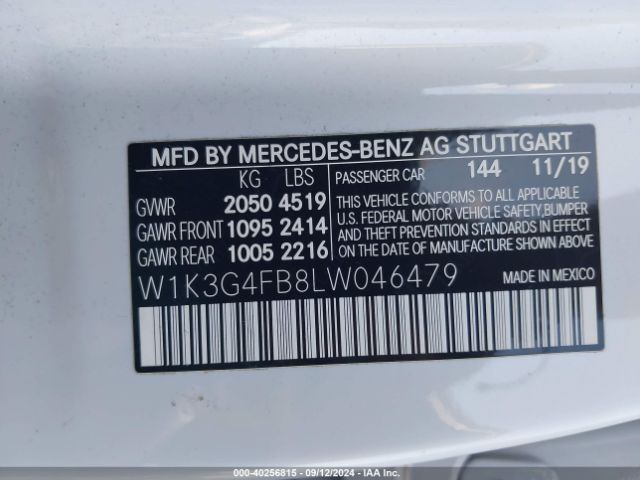 MFD BY MERCEDES-BENZ AG STUTTGART
KG LBS
GVWR 2050 4519
GAWR FRONT 1095 2414
GAWR REAR 1005 2216
PASSENGER CAR 144 11/19
THIS VEHICLE CONFORMS TO ALL APPLICABLE
U.S. FEDERAL MOTOR VEHICLE SAFETY,BUMPER
AND THEFT PREVENTION STANDARDS IN EFFECT
ON THE DATE OF MANUFACTURE SHOWN ABOVE.
W1K3G4FB8LW046479
MADE IN MEXICO
000-40256815 - 09/12/2024 - IAA Inc.